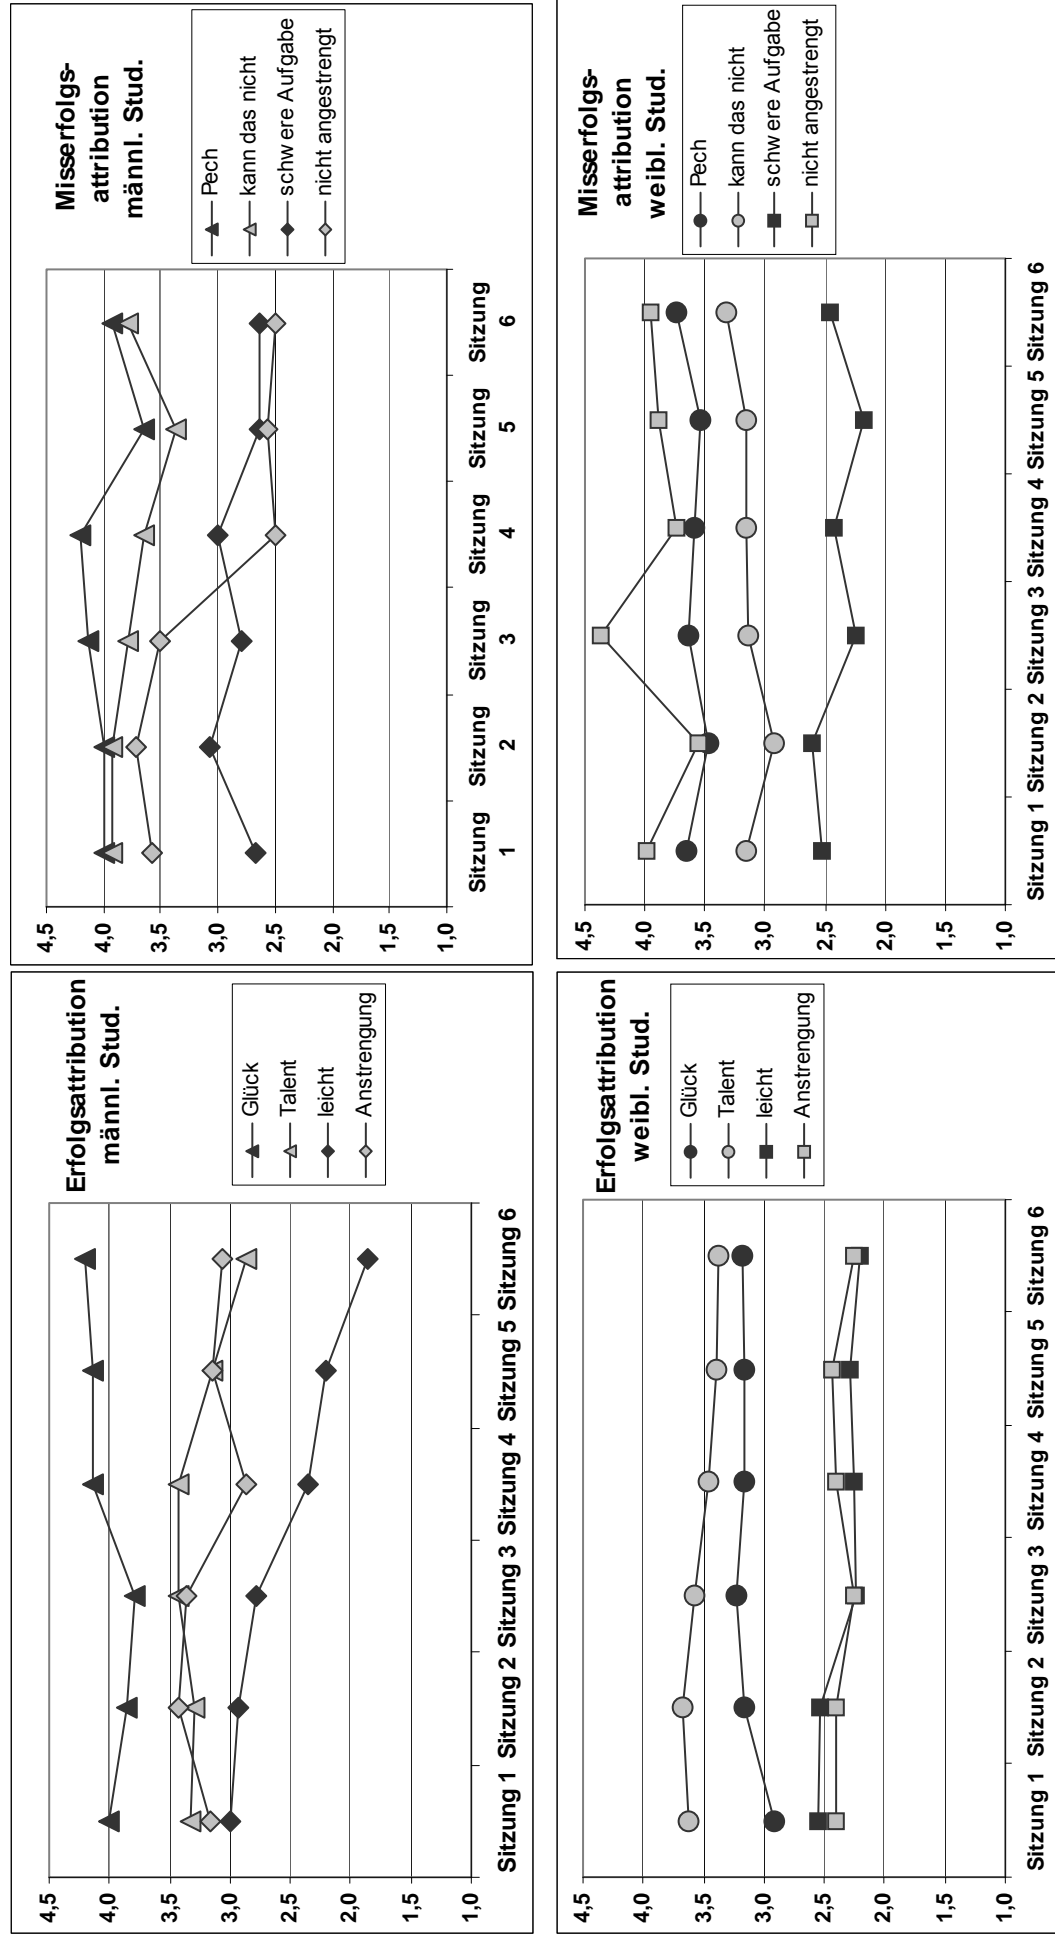 Erfolgsattribution
männl. Stud.
4,5
4,0
3,5
3,0
2,5
2,0
1,5
1,0
Sitzung 1 Sitzung 2 Sitzung 3 Sitzung 4 Sitzung 5 Sitzung 6
Glück
Talent
leicht
Anstrengung
Misserfolgs-
attribution
männl. Stud.
4,5
4,0
3,5
3,0
2,5
2,0
1,5
1,0
Sitzung Sitzung Sitzung Sitzung Sitzung Sitzung
1 2 3 4 5 6
Pech
kann das nicht
schw ere Aufgabe
nicht angestrengt
Erfolgsattribution
weibl. Stud.
4,5
4,0
3,5
3,0
2,5
2,0
1,5
1,0
Sitzung 1 Sitzung 2 Sitzung 3 Sitzung 4 Sitzung 5 Sitzung 6
Glück
Talent
leicht
Anstrengung
Misserfolgs-
attribution
weibl. Stud.
4,5
4,0
3,5
3,0
2,5
2,0
1,5
1,0
Sitzung 1 Sitzung 2 Sitzung 3 Sitzung 4 Sitzung 5 Sitzung 6
Pech
kann das nicht
schw ere Aufgabe
nicht angestrengt